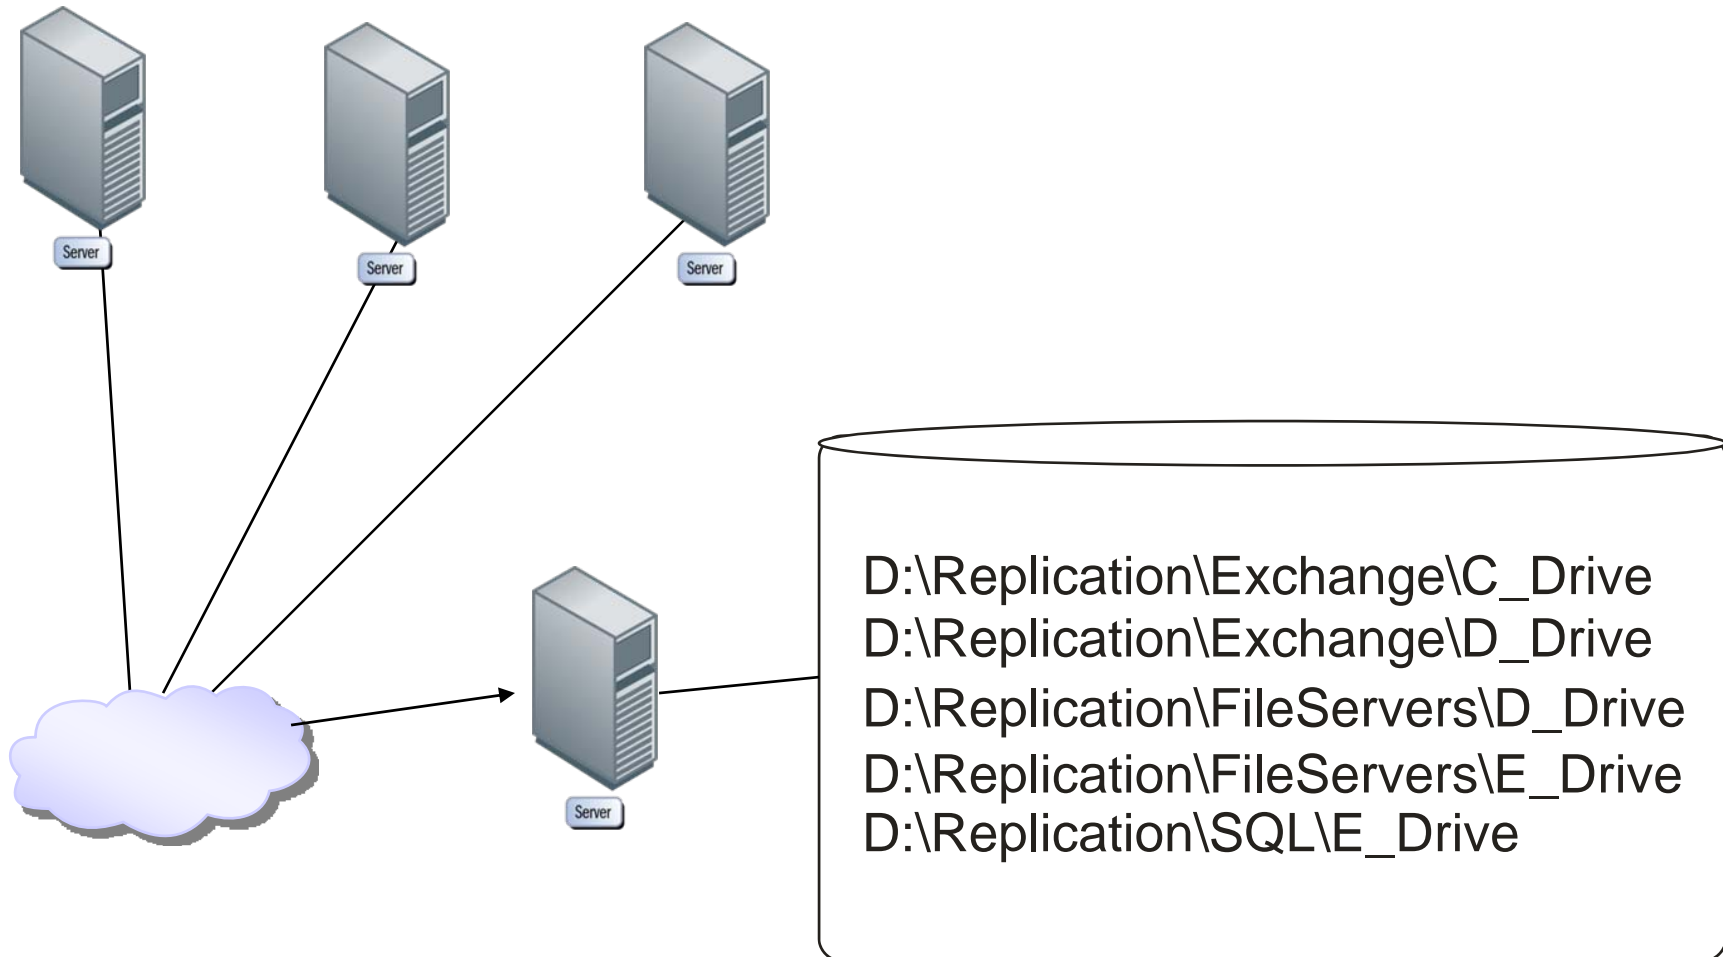 Server
Server
Server
D:\Replication\Exchange\C_Drive
D:\Replication\Exchange\D_Drive
D:\Replication\FileServers\D_Drive
D:\Replication\FileServers\E_Drive
D:\Replication\SQL\E_Drive
Server